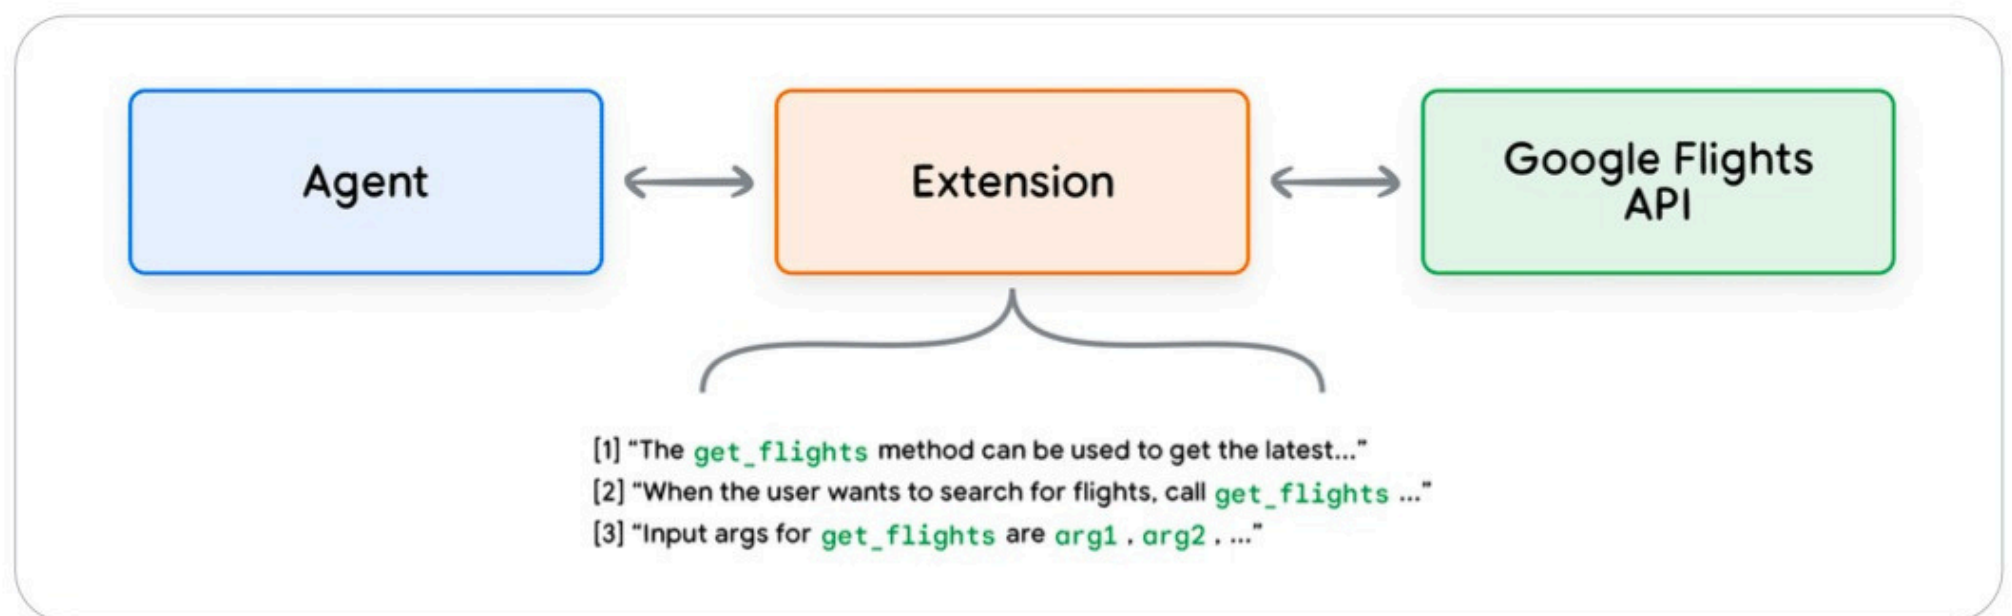 Agent
Extension
Google Flights
API
[1] “The get_flights method can be used to get the latest...”
[2] “When the user wants to search for flights, call get_flights ...”
[3] “Input args for get_flights are arg1 , arg2 , ...”